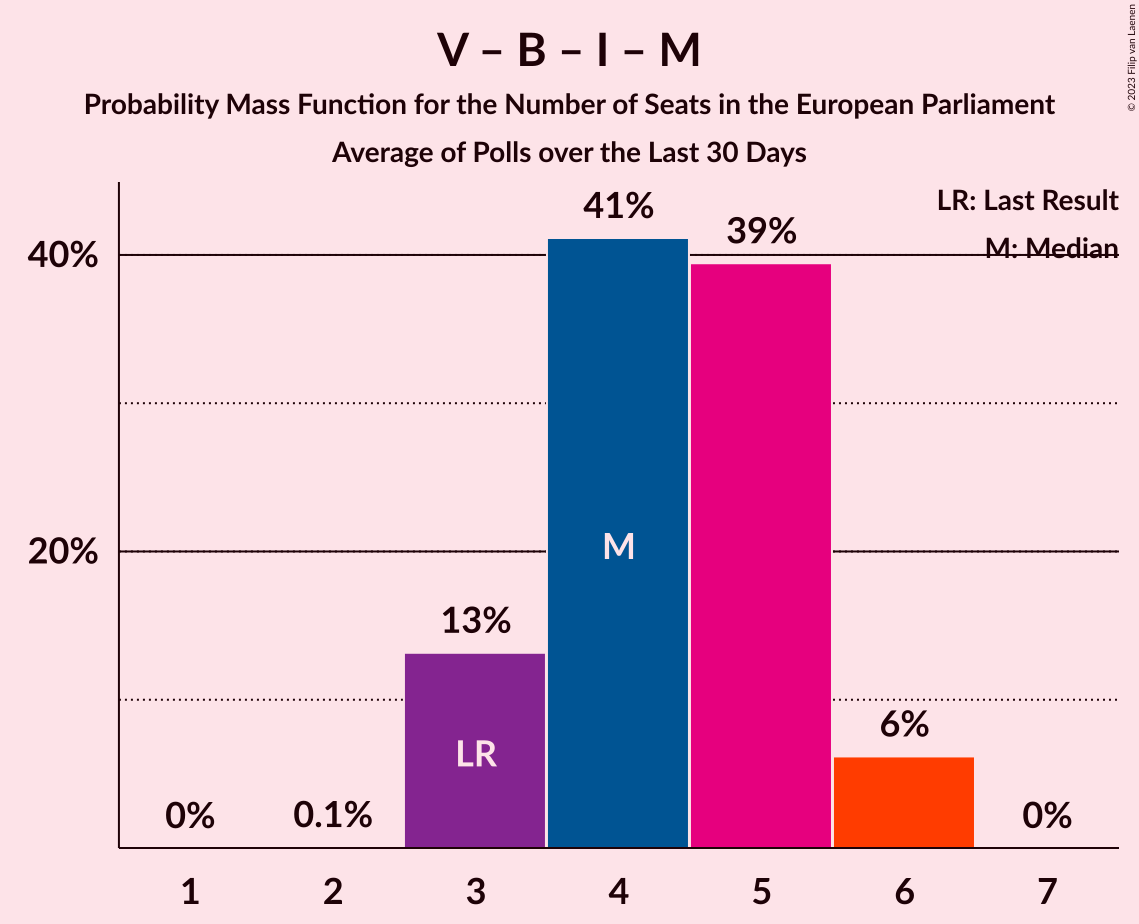 V – B – I – M
Probability Mass Function for the Number of Seats in the European Parliament
Average of Polls over the Last 30 Days
© 2023 Filip van Laenen
LR: Last Result
M: Median
41%
39%
40%
M
20%
13%
LR
6%
0%
0.1%
0%
1 2 3 4 5 6 7